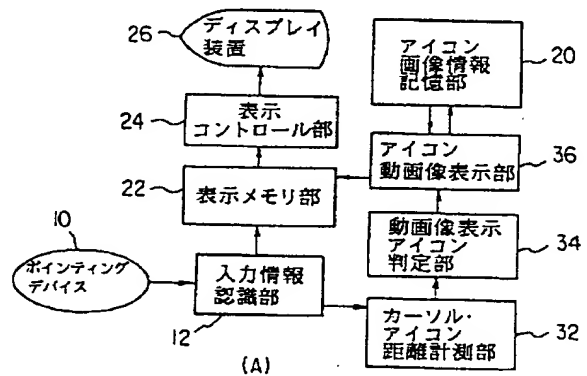 26
ディスプレイ
装置
アイコン
画像情報
記憶部
20
24
表示
コントロール部
アイコン
動画像表示部
36
22
表示メモリ部
10
ポインティング
デバイス
動画像表示
アイコン
判定部
34
入力情報
認識部
12
カーソル・
アイコン
距離計測部
32
(A)